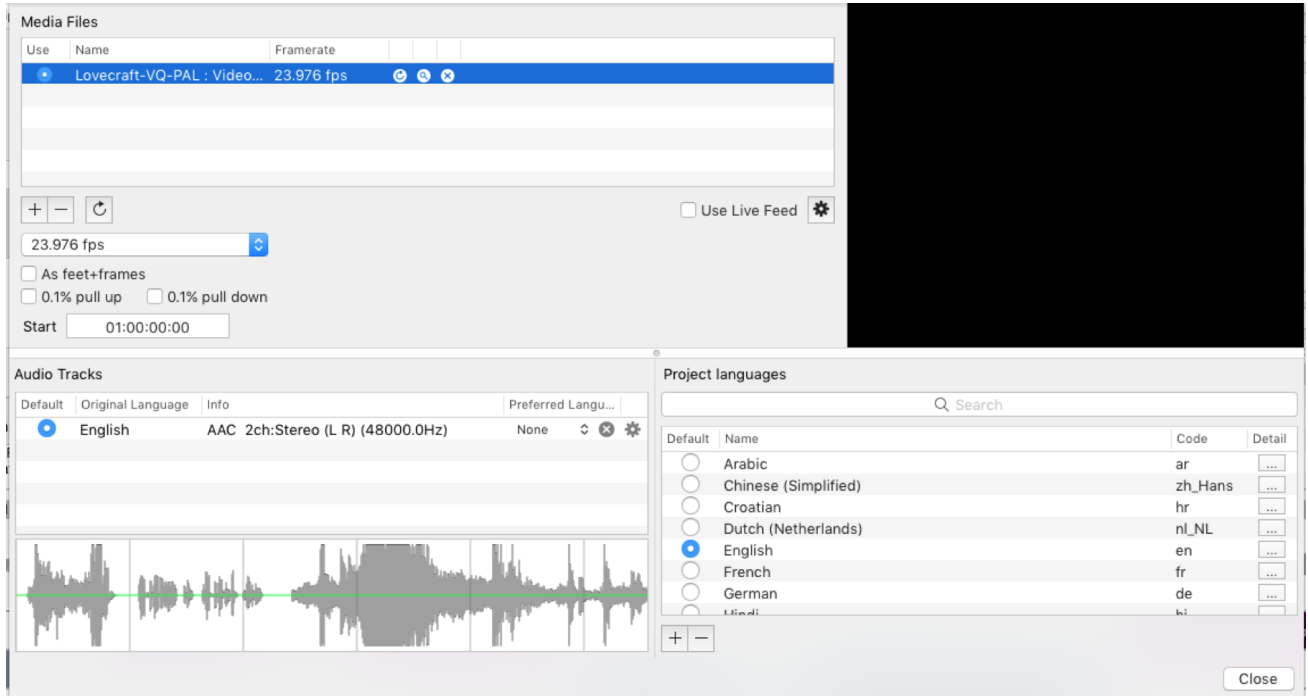 Media Files
Use Name Framerate
Lovecraft-VQ-PAL : Video... 23.976 fps
+ −
Use Live Feed
23.976 fps
As feet+frames
0.1% pull up 0.1% pull down
Start 01:00:00:00
Audio Tracks
Default Original Language Info Preferred Langu...
English AAC 2ch:Stereo (L R) (48000.0Hz) None
Project languages
Search
Default Name Code Detail
Arabic ar ...
Chinese (Simplified) zh_Hans ...
Croatian hr ...
Dutch (Netherlands) nl_NL ...
English en ...
French fr ...
German de ...
+ −
Close